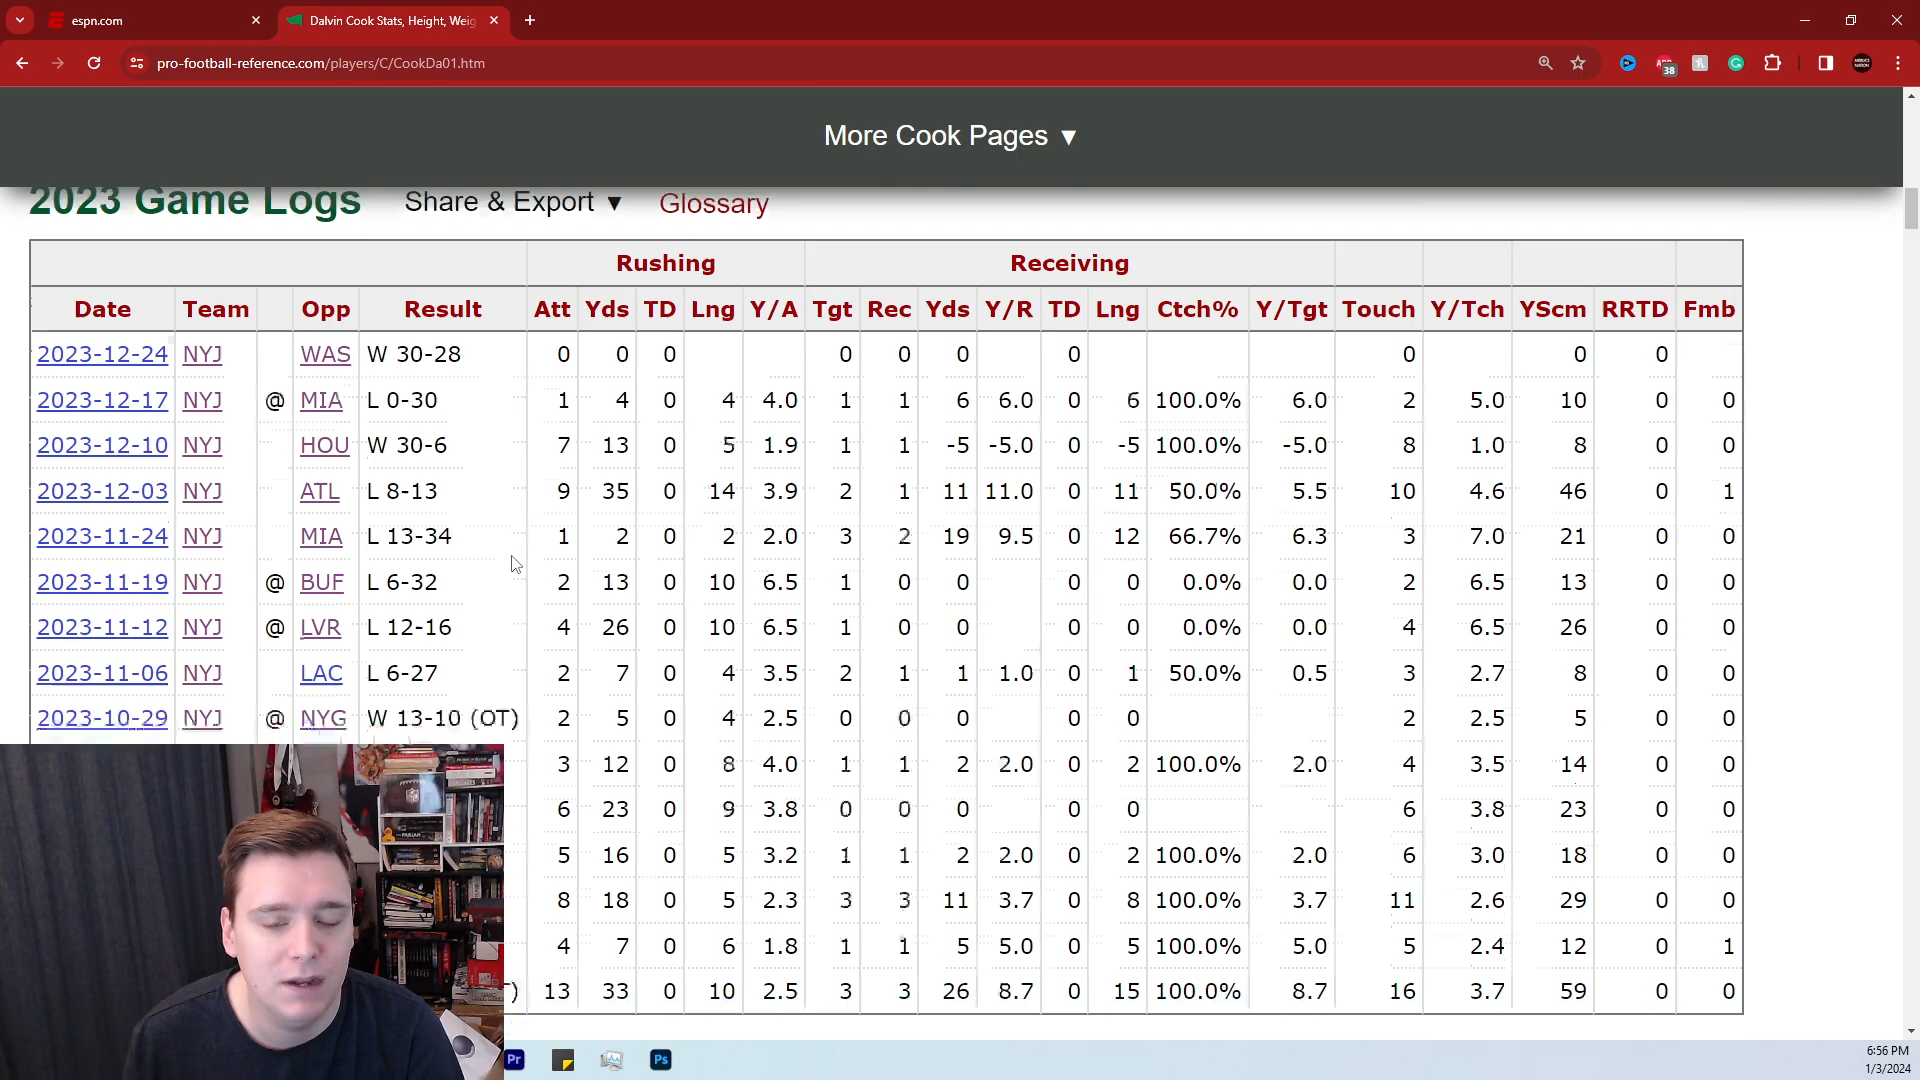 espn.com
Dalvin Cook Stats, Height, Weig
pro-football-reference.com/players/C/CookDa01.htm
38
More Cook Pages ▼
2023 Game Logs Share & Export ▼ Glossary
Rushing Receiving
Date Team Opp Result Att Yds TD Lng Y/A Tgt Rec Yds Y/R TD Lng Ctch% Y/Tgt Touch Y/Tch YScm RRTD Fmb
2023-12-24 NYJ WAS W 30-28 0 0 0 0 0 0 0 0 0 0
2023-12-17 NYJ @ MIA L 0-30 1 4 0 4 4.0 1 1 6 6.0 0 6 100.0% 6.0 2 5.0 10 0 0
2023-12-10 NYJ HOU W 30-6 7 13 0 5 1.9 1 1 -5 -5.0 0 -5 100.0% -5.0 8 1.0 8 0 0
2023-12-03 NYJ ATL L 8-13 9 35 0 14 3.9 2 1 11 11.0 0 11 50.0% 5.5 10 4.6 46 0 1
2023-11-24 NYJ MIA L 13-34 1 2 0 2 2.0 3 2 19 9.5 0 12 66.7% 6.3 3 7.0 21 0 0
2023-11-19 NYJ @ BUF L 6-32 2 13 0 10 6.5 1 0 0 0 0 0.0% 0.0 2 6.5 13 0 0
2023-11-12 NYJ @ LVR L 12-16 4 26 0 10 6.5 1 0 0 0 0 0.0% 0.0 4 6.5 26 0 0
2023-11-06 NYJ LAC L 6-27 2 7 0 4 3.5 2 1 1 1.0 0 1 50.0% 0.5 3 2.7 8 0 0
2023-10-29 NYJ @ NYG W 13-10 (OT) 2 5 0 4 2.5 0 0 0 0 0 2 2.5 5 0 0
3 12 0 8 4.0 1 1 2 2.0 0 2 100.0% 2.0 4 3.5 14 0 0
6 23 0 9 3.8 0 0 0 0 0 6 3.8 23 0 0
5 16 0 5 3.2 1 1 2 2.0 0 2 100.0% 2.0 6 3.0 18 0 0
8 18 0 5 2.3 3 3 11 3.7 0 8 100.0% 3.7 11 2.6 29 0 0
4 7 0 6 1.8 1 1 5 5.0 0 5 100.0% 5.0 5 2.4 12 0 1
) 13 33 0 10 2.5 3 3 26 8.7 0 15 100.0% 8.7 16 3.7 59 0 0
Pr Ps
6:56 PM
1/3/2024